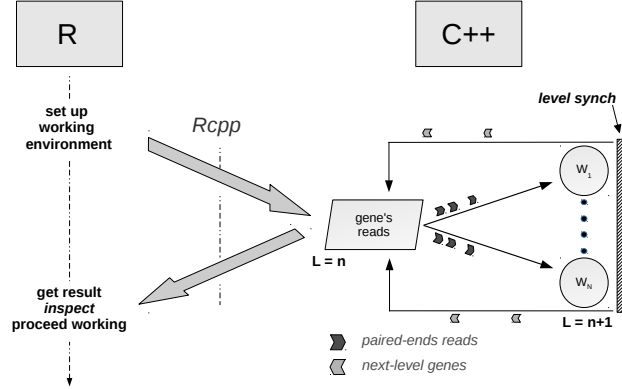 R
C++
level synch
set up
working
environment
Rcpp
W1
gene's
reads
L = n
WN
L = n+1
get result
inspect
proceed working
paired-ends reads
next-level genes